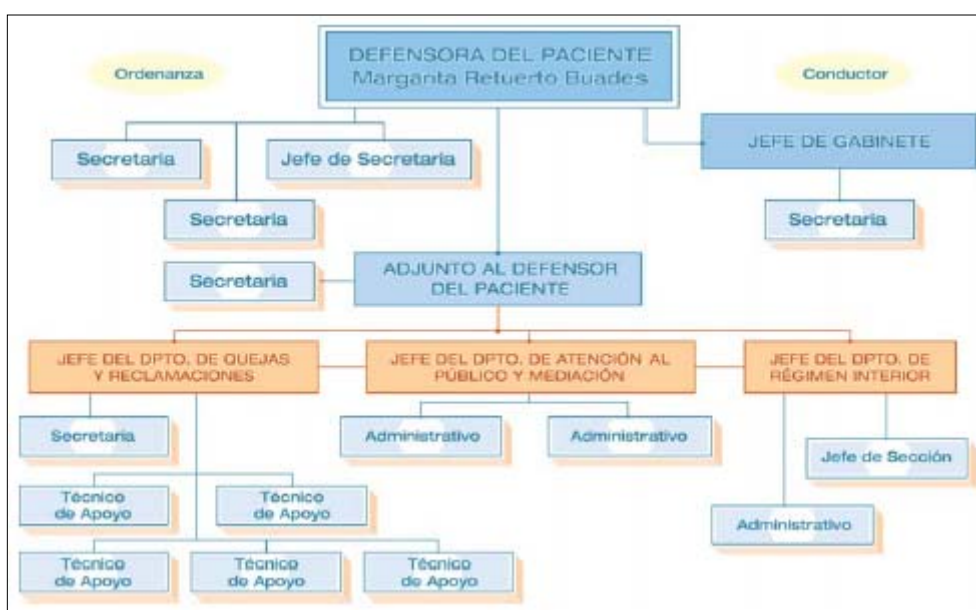 DEFENSORA DEL PACIENTE
Margarita Retuerto Buades
Ordenanza
Conductor
Secretaria
Jefe de Secretaria
JEFE DE GABINETE
Secretaria
Secretaria
Secretaria
ADJUNTO AL DEFENSOR
DEL PACIENTE
JEFE DEL DPTO. DE QUEJAS
Y RECLAMACIONES
JEFE DEL DPTO. DE ATENCIÓN AL
PÚBLICO Y MEDIACIÓN
JEFE DEL DPTO. DE
RÉGIMEN INTERIOR
Secretaria
Administrativo
Administrativo
Jefe de Sección
Técnico
de Apoyo
Técnico
de Apoyo
Administrativo
Técnico
de Apoyo
Técnico
de Apoyo
Técnico
de Apoyo